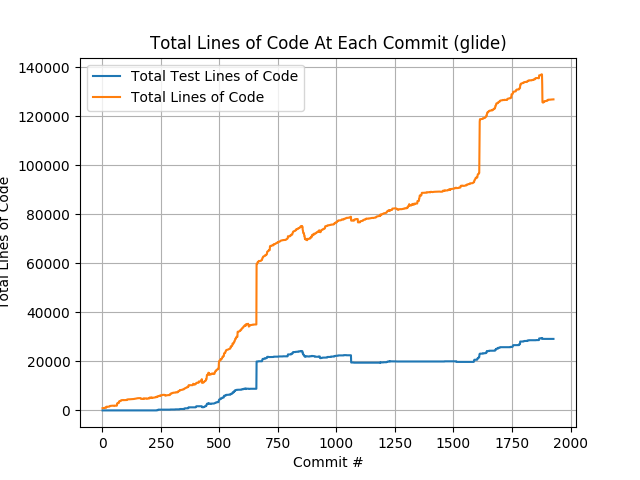 Total Lines of Code At Each Commit (glide)
Total Test Lines of Code
Total Lines of Code
140000
120000
100000
80000
60000
40000
20000
0
Total Lines of Code
0 250 500 750 1000 1250 1500 1750 2000
Commit #